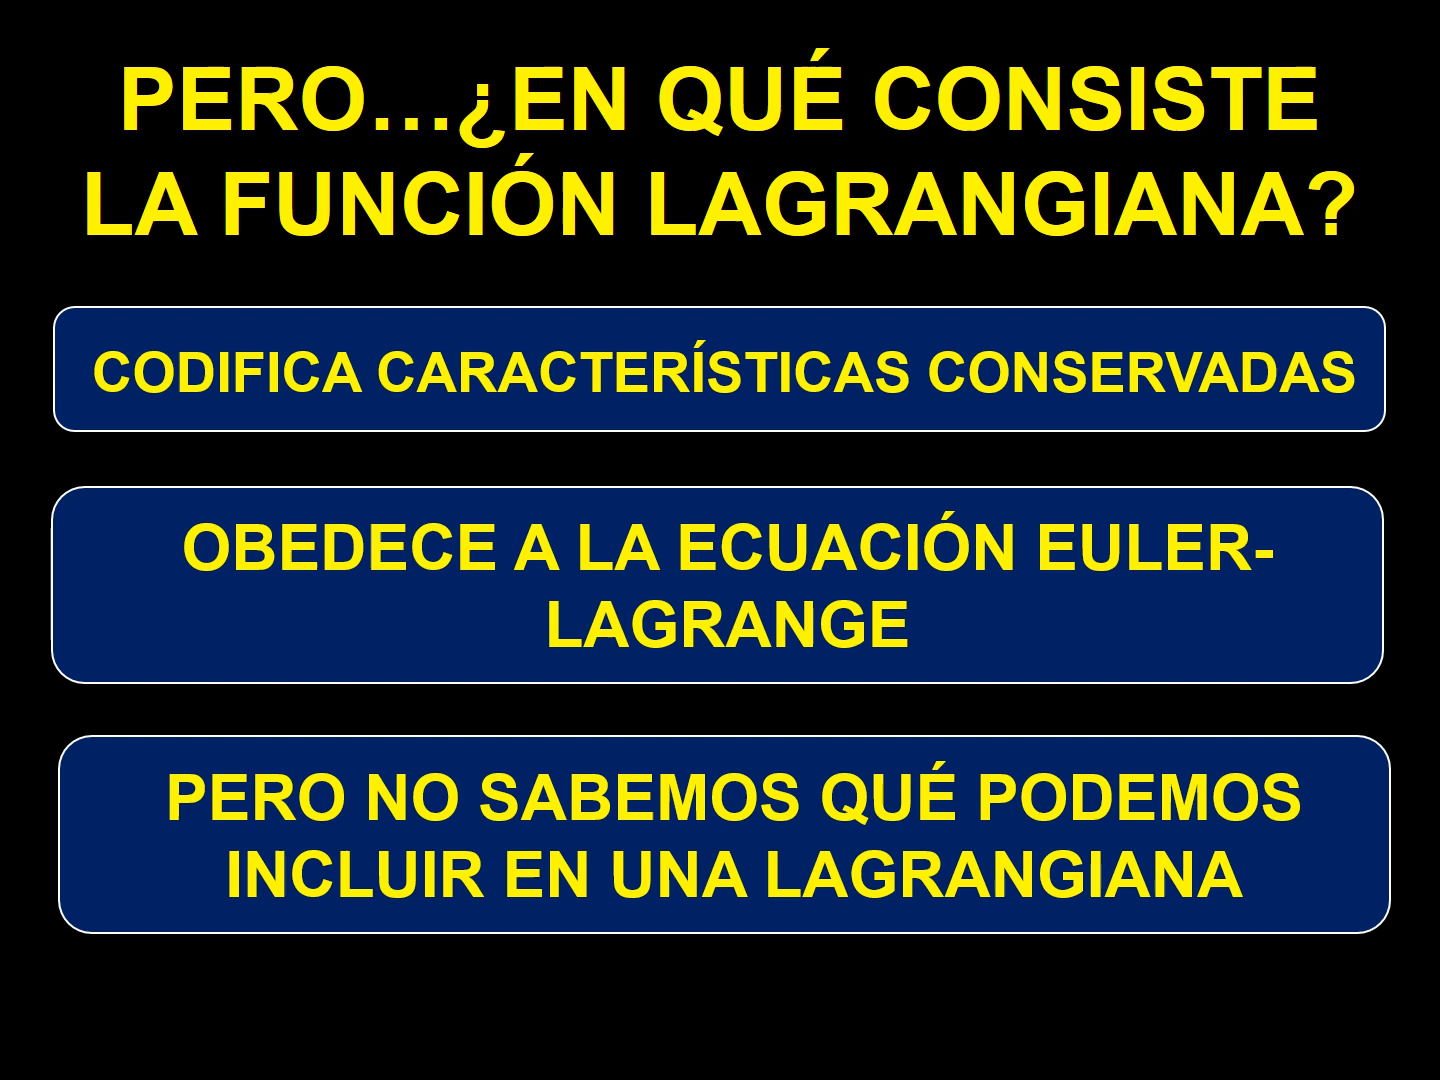 PERO…¿EN QUÉ CONSISTE
LA FUNCIÓN LAGRANGIANA?
CODIFICA CARACTERÍSTICAS CONSERVADAS
OBEDECE A LA ECUACIÓN EULER-
LAGRANGE
PERO NO SABEMOS QUÉ PODEMOS
INCLUIR EN UNA LAGRANGIANA